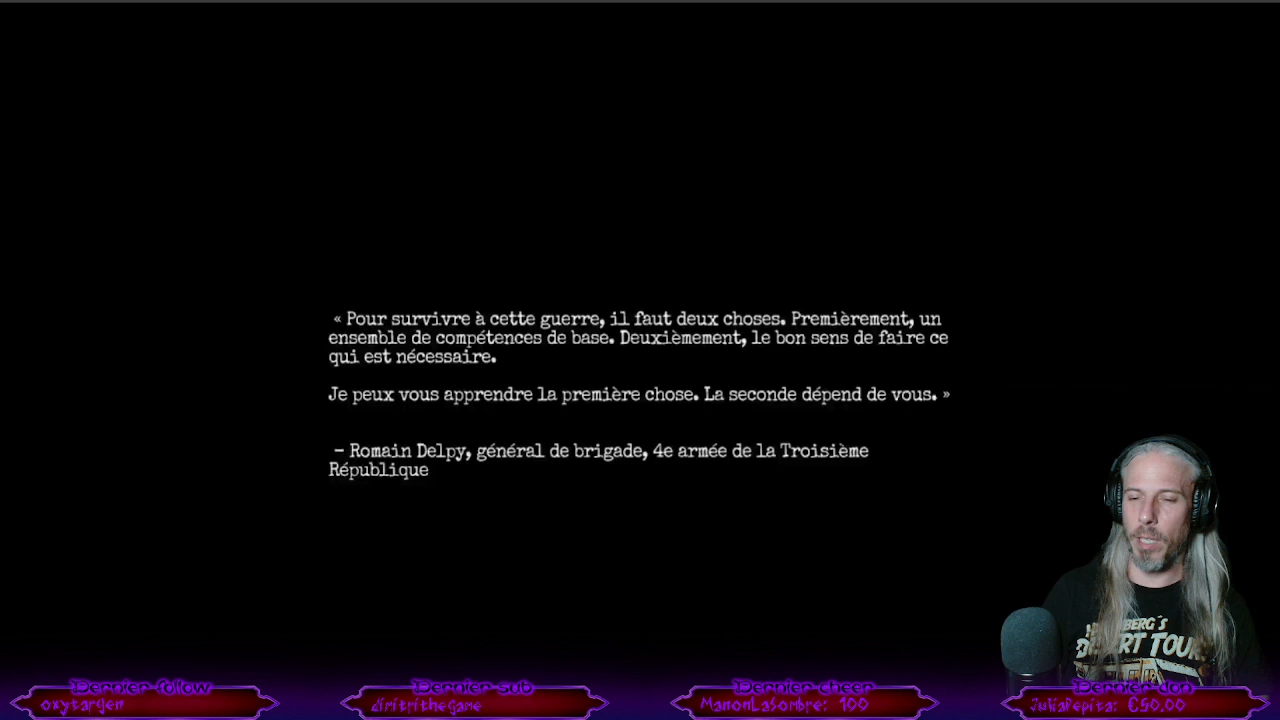 « Pour survivre à cette guerre, il faut deux choses. Premièrement, un
ensemble de compétences de base. Deuxièmement, le bon sens de faire ce
qui est nécessaire.
Je peux vous apprendre la première chose. La seconde dépend de vous. »
– Romain Delpy, général de brigade, 4e armée de la Troisième
République
BERG'S
TOUR
Dernier follow
oxytargen
Dernier sub
dimitrithegame
Dernier cheer
ManonLaSombre: 100
Dernier don
JuliaPepita: €50,00